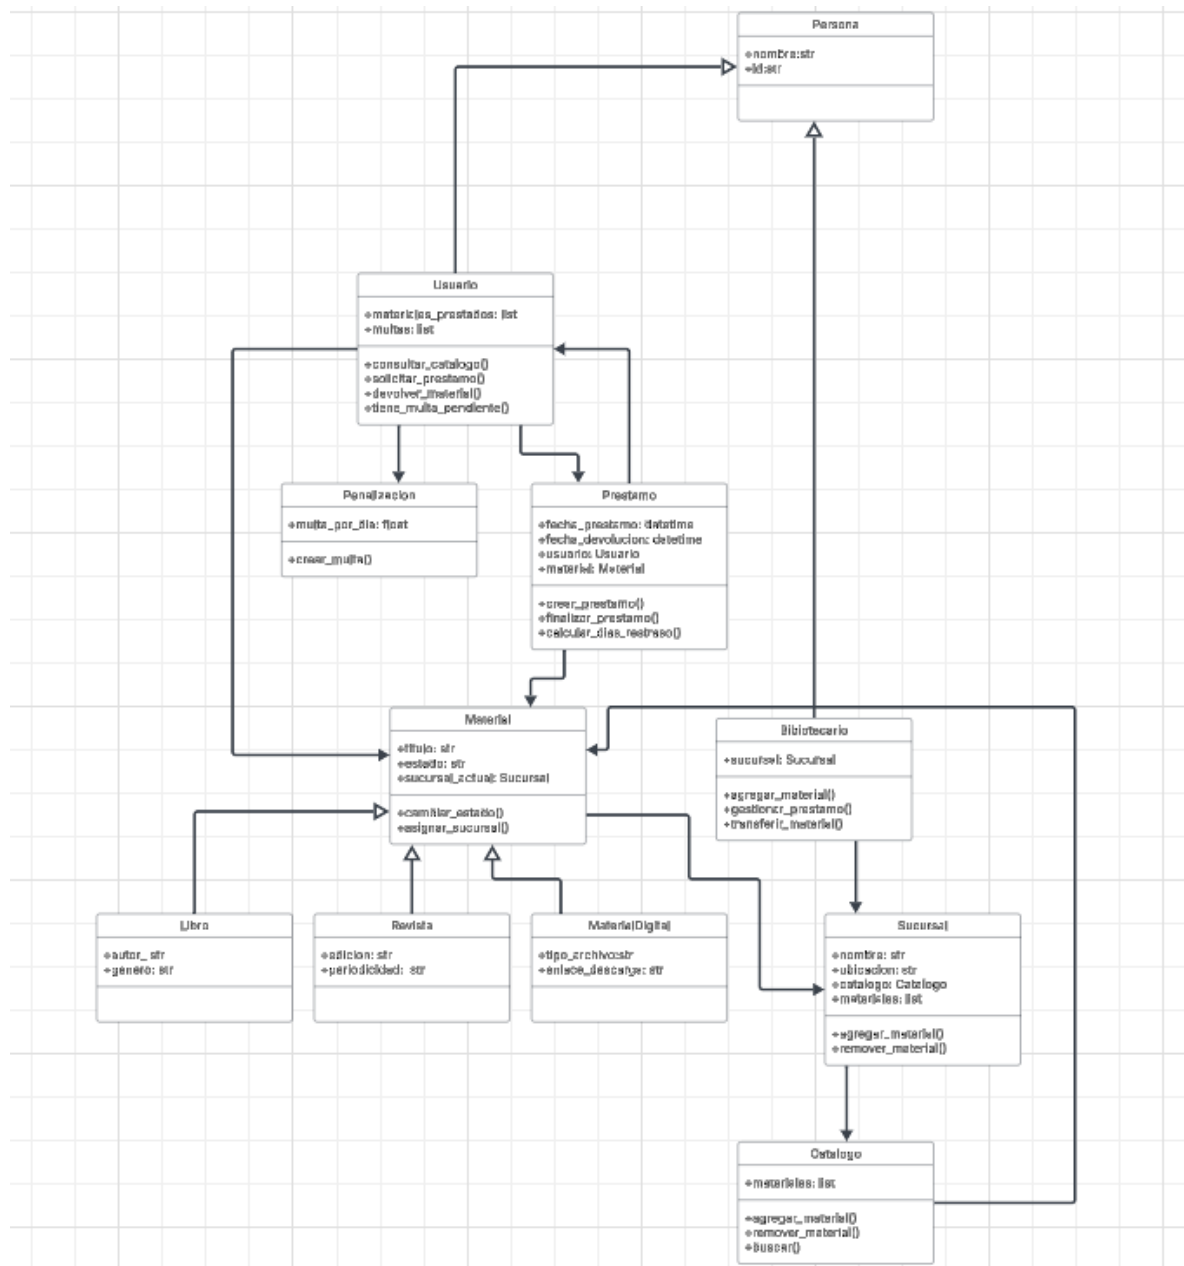 Persona
+nombre:str
+id:str
Usuario
+materiales_prestados: list
+multas: list
+consultar_catalogo()
+solicitar_prestamo()
+devolver_material()
+tiene_multa_pendiente()
Penalizacion
+multa_por_dia: float
+crear_multa()
Prestamo
+fecha_prestamo: datetime
+fecha_devolucion: datetime
+usuario: Usuario
+material: Material
+crear_prestamo()
+finalizar_prestamo()
+calcular_dias_restraso()
Material
+titulo: str
+estado: str
+sucursal_actual: Sucursal
+cambiar_estado()
+asignar_sucursal()
Bibiotecario
+sucursal: Sucursal
+agregar_material()
+gestionar_prestamo()
+transferir_material()
Libro
+autor_ str
+genero: str
Revista
+edicion: str
+periodicidad: str
MaterialDigital
+tipo_archivo:str
+enlace_descarga: str
Sucursal
+nombre: str
+ubicacion: str
+catalogo: Catalogo
+materiales: list
+agregar_material()
+remover_material()
Catalogo
+materiales: list
+agregar_material()
+remover_material()
+buscar()